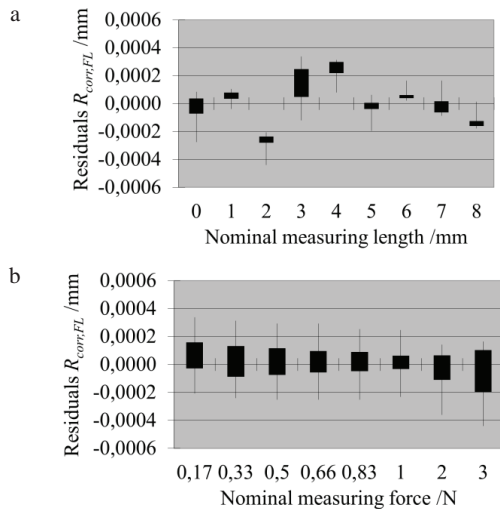 a
Residuals R_corr,FL /mm
0,0006
0,0004
0,0002
0,0000
-0,0002
-0,0004
-0,0006
0 1 2 3 4 5 6 7 8
Nominal measuring length /mm
b
Residuals R_corr,FL /mm
0,0006
0,0004
0,0002
0,0000
-0,0002
-0,0004
-0,0006
0,17 0,33 0,5 0,66 0,83 1 2 3
Nominal measuring force /N